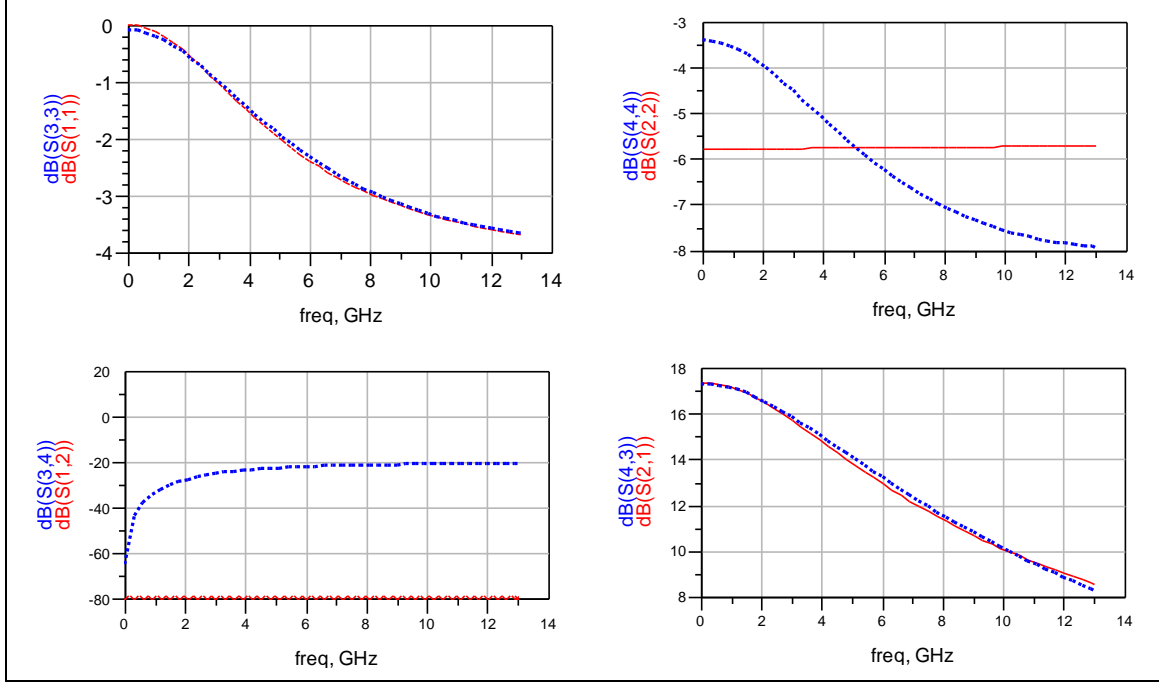 0
-1
-2
-3
-4
dB(S(3,3))
dB(S(1,1))
0 2 4 6 8 10 12 14
freq, GHz
-3
-4
-5
-6
-7
-8
dB(S(4,4))
dB(S(2,2))
0 2 4 6 8 10 12 14
freq, GHz
20
0
-20
-40
-60
-80
dB(S(3,4))
dB(S(1,2))
0 2 4 6 8 10 12 14
freq, GHz
18
16
14
12
10
8
dB(S(4,3))
dB(S(2,1))
0 2 4 6 8 10 12 14
freq, GHz